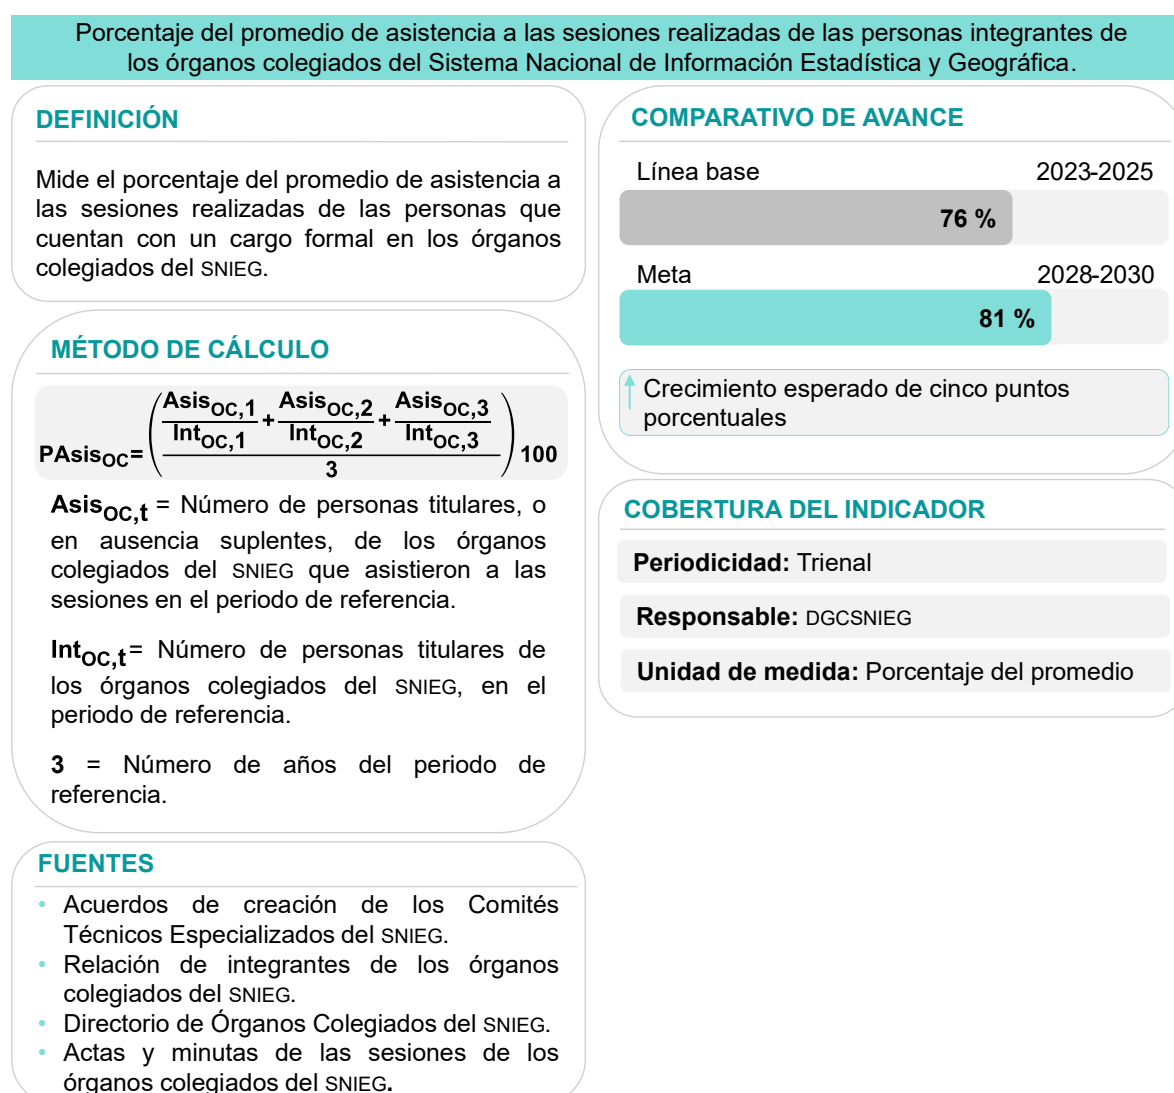 Porcentaje del promedio de asistencia a las sesiones realizadas de las personas integrantes de
los órganos colegiados del Sistema Nacional de Información Estadística y Geográfica.
DEFINICIÓN
Mide el porcentaje del promedio de asistencia a
las sesiones realizadas de las personas que
cuentan con un cargo formal en los órganos
colegiados del SNIEG.
MÉTODO DE CÁLCULO
PAsis_OC=((Asis_OC,1/Int_OC,1 + Asis_OC,2/Int_OC,2 + Asis_OC,3/Int_OC,3)/3) 100
Asis_OC,t = Número de personas titulares, o
en ausencia suplentes, de los órganos
colegiados del SNIEG que asistieron a las
sesiones en el periodo de referencia.
Int_OC,t= Número de personas titulares de
los órganos colegiados del SNIEG, en el
periodo de referencia.
3 = Número de años del periodo de
referencia.
FUENTES
• Acuerdos de creación de los Comités
Técnicos Especializados del SNIEG.
• Relación de integrantes de los órganos
colegiados del SNIEG.
• Directorio de Órganos Colegiados del SNIEG.
• Actas y minutas de las sesiones de los
órganos colegiados del SNIEG.
COMPARATIVO DE AVANCE
Línea base 2023-2025
76 %
Meta 2028-2030
81 %
Crecimiento esperado de cinco puntos
porcentuales
COBERTURA DEL INDICADOR
Periodicidad: Trienal
Responsable: DGCSNIEG
Unidad de medida: Porcentaje del promedio